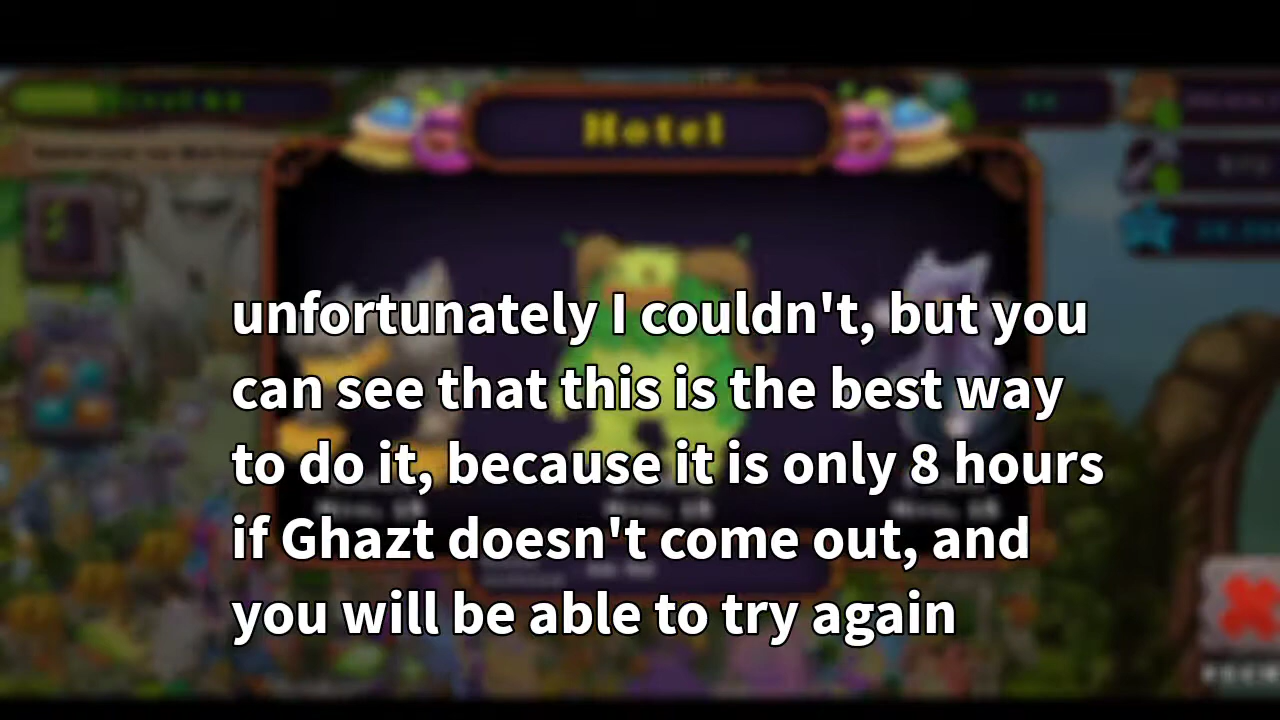 Hotel
unfortunately I couldn't, but you
can see that this is the best way
to do it, because it is only 8 hours
if Ghazt doesn't come out, and
you will be able to try again